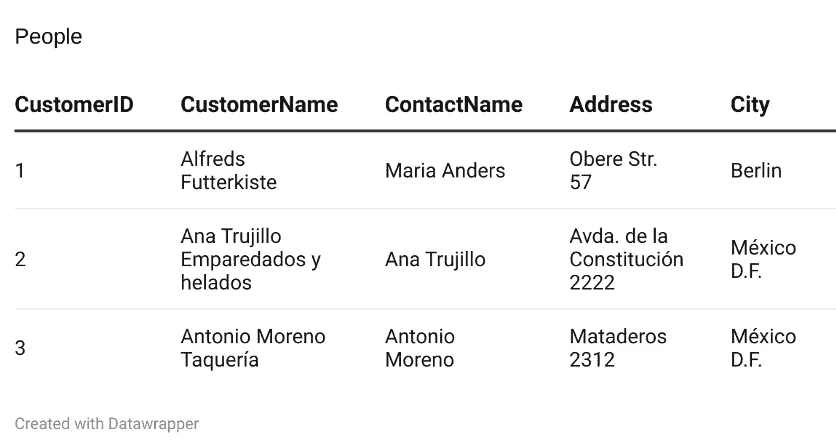 People
CustomerID CustomerName ContactName Address City
1 Alfreds Futterkiste Maria Anders Obere Str. 57 Berlin
2 Ana Trujillo Emparedados y helados Ana Trujillo Avda. de la Constitución 2222 México D.F.
3 Antonio Moreno Taquería Antonio Moreno Mataderos 2312 México D.F.
Created with Datawrapper